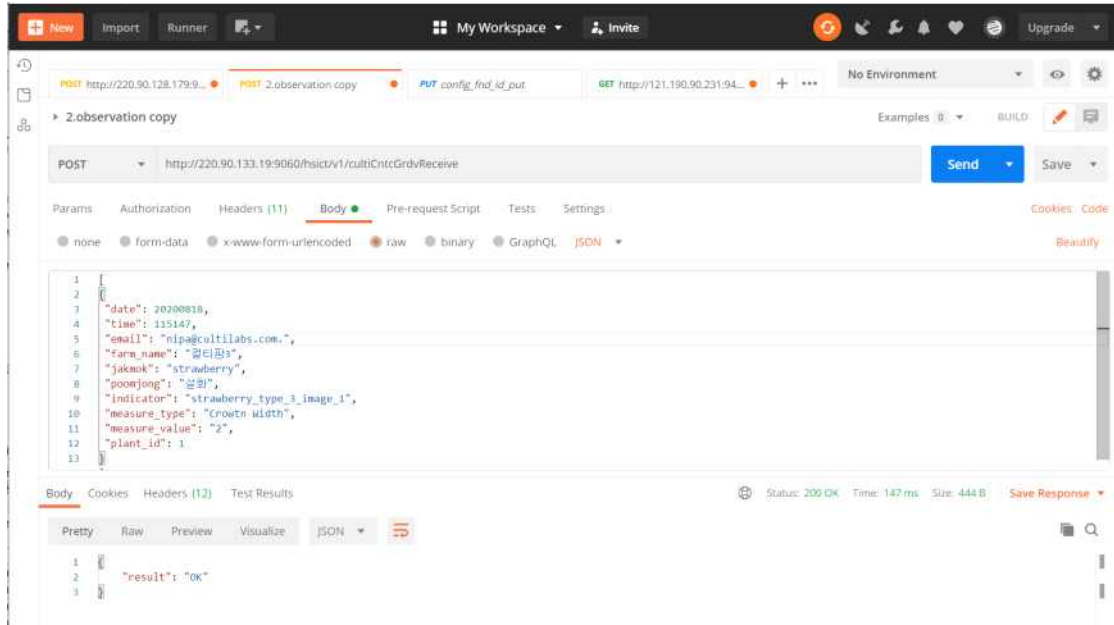 New Import Runner My Workspace Invite Upgrade
POST http://220.90.128.179:9... POST 2.observation copy PUT config_fnd_id_put GET http://121.190.90.231:94... + ••• No Environment
2.observation copy Examples 0 BUILD
POST http://220.90.133.19:9060/hsict/v1/cultiCntcGrdvReceive Send Save
Params Authorization Headers (11) Body Pre-request Script Tests Settings Cookies Code
none form-data x-www-form-urlencoded raw binary GraphQL JSON Beautify
1 [
2 {
3 "date": 20200818,
4 "time": 115147,
5 "email": "nipa@cultilabs.com.",
6 "farm_name": "컬티팜3",
7 "jakmok": "strawberry",
8 "poomjong": "설화",
9 "indicator": "strawberry_type_3_image_1",
10 "measure_type": "Crowtn Width",
11 "measure_value": "2",
12 "plant_id": 1
13 }
Body Cookies Headers (12) Test Results Status: 200 OK Time: 147 ms Size: 444 B Save Response
Pretty Raw Preview Visualize JSON
1 {
2 "result": "OK"
3 }